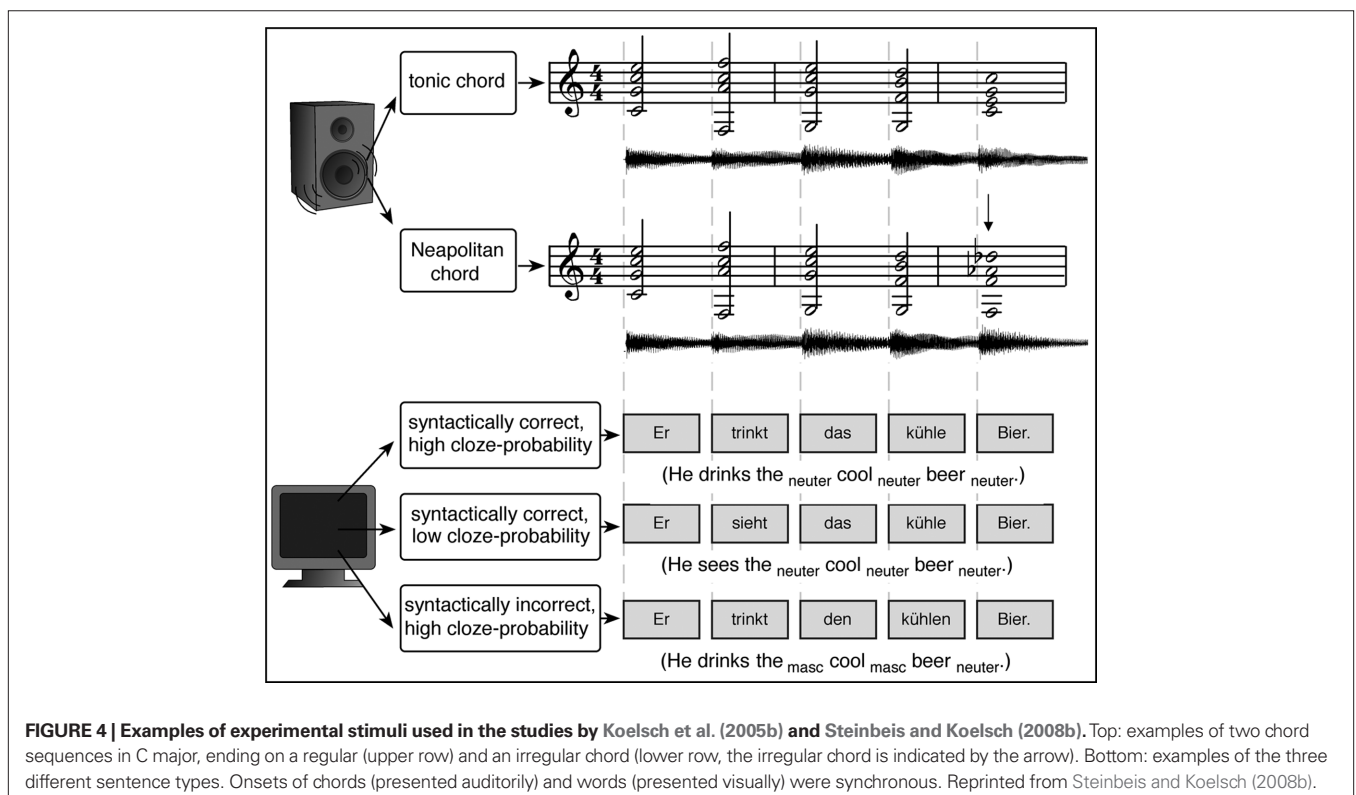 tonic chord
4
4
Neapolitan
chord
4
4
syntactically correct,
high cloze-probability
Er trinkt das kühle Bier.
(He drinks the neuter cool neuter beer neuter.)
syntactically correct,
low cloze-probability
Er sieht das kühle Bier.
(He sees the neuter cool neuter beer neuter.)
syntactically incorrect,
high cloze-probability
Er trinkt den kühlen Bier.
(He drinks the masc cool masc beer neuter.)
FIGURE 4 | Examples of experimental stimuli used in the studies by Koelsch et al. (2005b) and Steinbeis and Koelsch (2008b). Top: examples of two chord
sequences in C major, ending on a regular (upper row) and an irregular chord (lower row, the irregular chord is indicated by the arrow). Bottom: examples of the three
different sentence types. Onsets of chords (presented auditorily) and words (presented visually) were synchronous. Reprinted from Steinbeis and Koelsch (2008b).